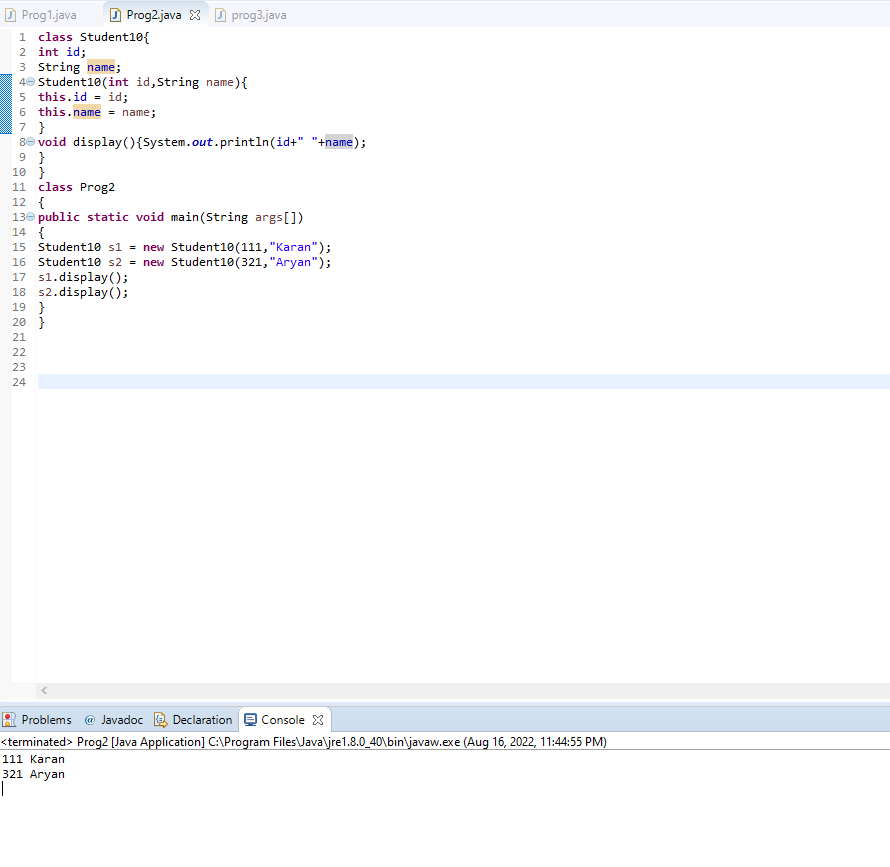 Prog1.java Prog2.java prog3.java
1 class Student10{
2 int id;
3 String name;
4 Student10(int id,String name){
5 this.id = id;
6 this.name = name;
7 }
8 void display(){System.out.println(id+" "+name);
9 }
10 }
11 class Prog2
12 {
13 public static void main(String args[])
14 {
15 Student10 s1 = new Student10(111,"Karan");
16 Student10 s2 = new Student10(321,"Aryan");
17 s1.display();
18 s2.display();
19 }
20 }
21
22
23
24
Problems @ Javadoc Declaration Console
<terminated> Prog2 [Java Application] C:\Program Files\Java\jre1.8.0_40\bin\javaw.exe (Aug 16, 2022, 11:44:55 PM)
111 Karan
321 Aryan